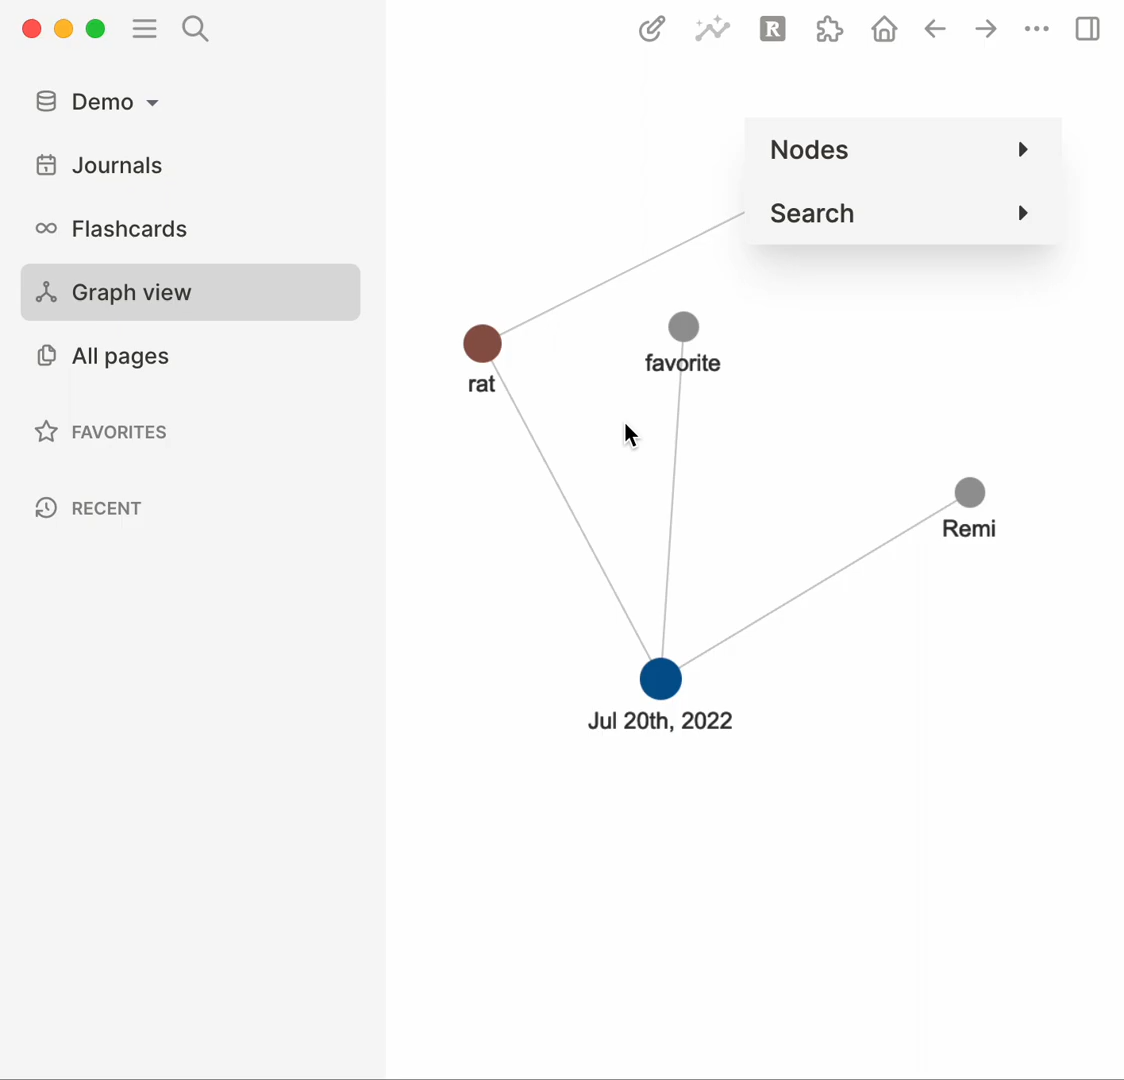 R
Demo
Journals
Flashcards
Graph view
All pages
FAVORITES
RECENT
Nodes
Search
rat
favorite
Remi
Jul 20th, 2022